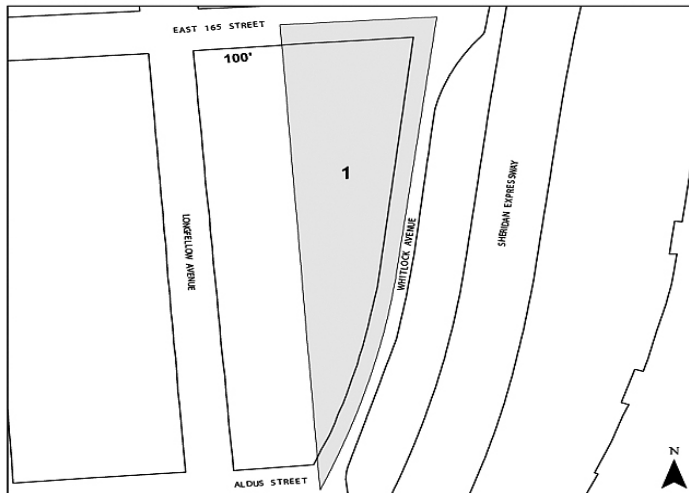 EAST 165 STREET
100'
1
LONGFELLOW AVENUE
WHITLOCK AVENUE
SHERIDAN EXPRESSWAY
ALDUS STREET
N